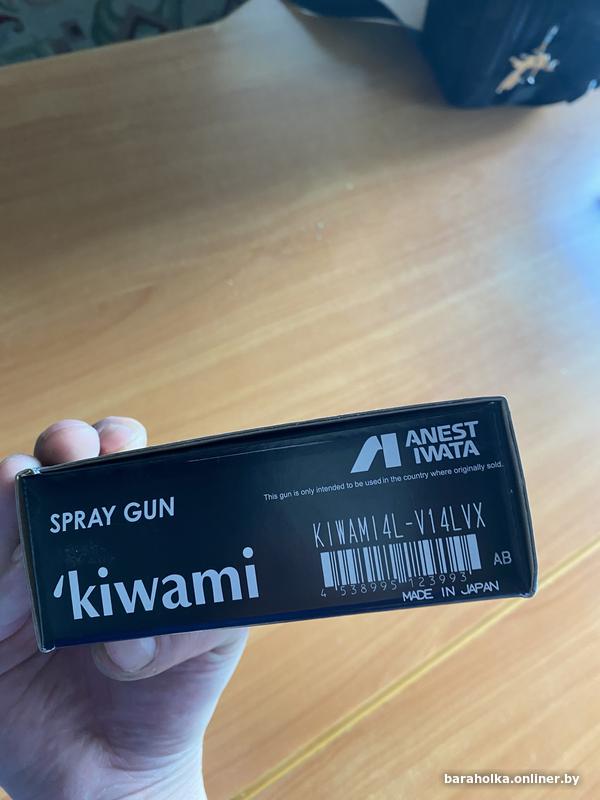 ANEST
IWATA
This gun is only intended to be used in the country where originally sold.
SPRAY GUN
KIWAMI4L-V14LVX
'kiwami
AB
4 538995 123993
MADE IN JAPAN
baraholka.onliner.by